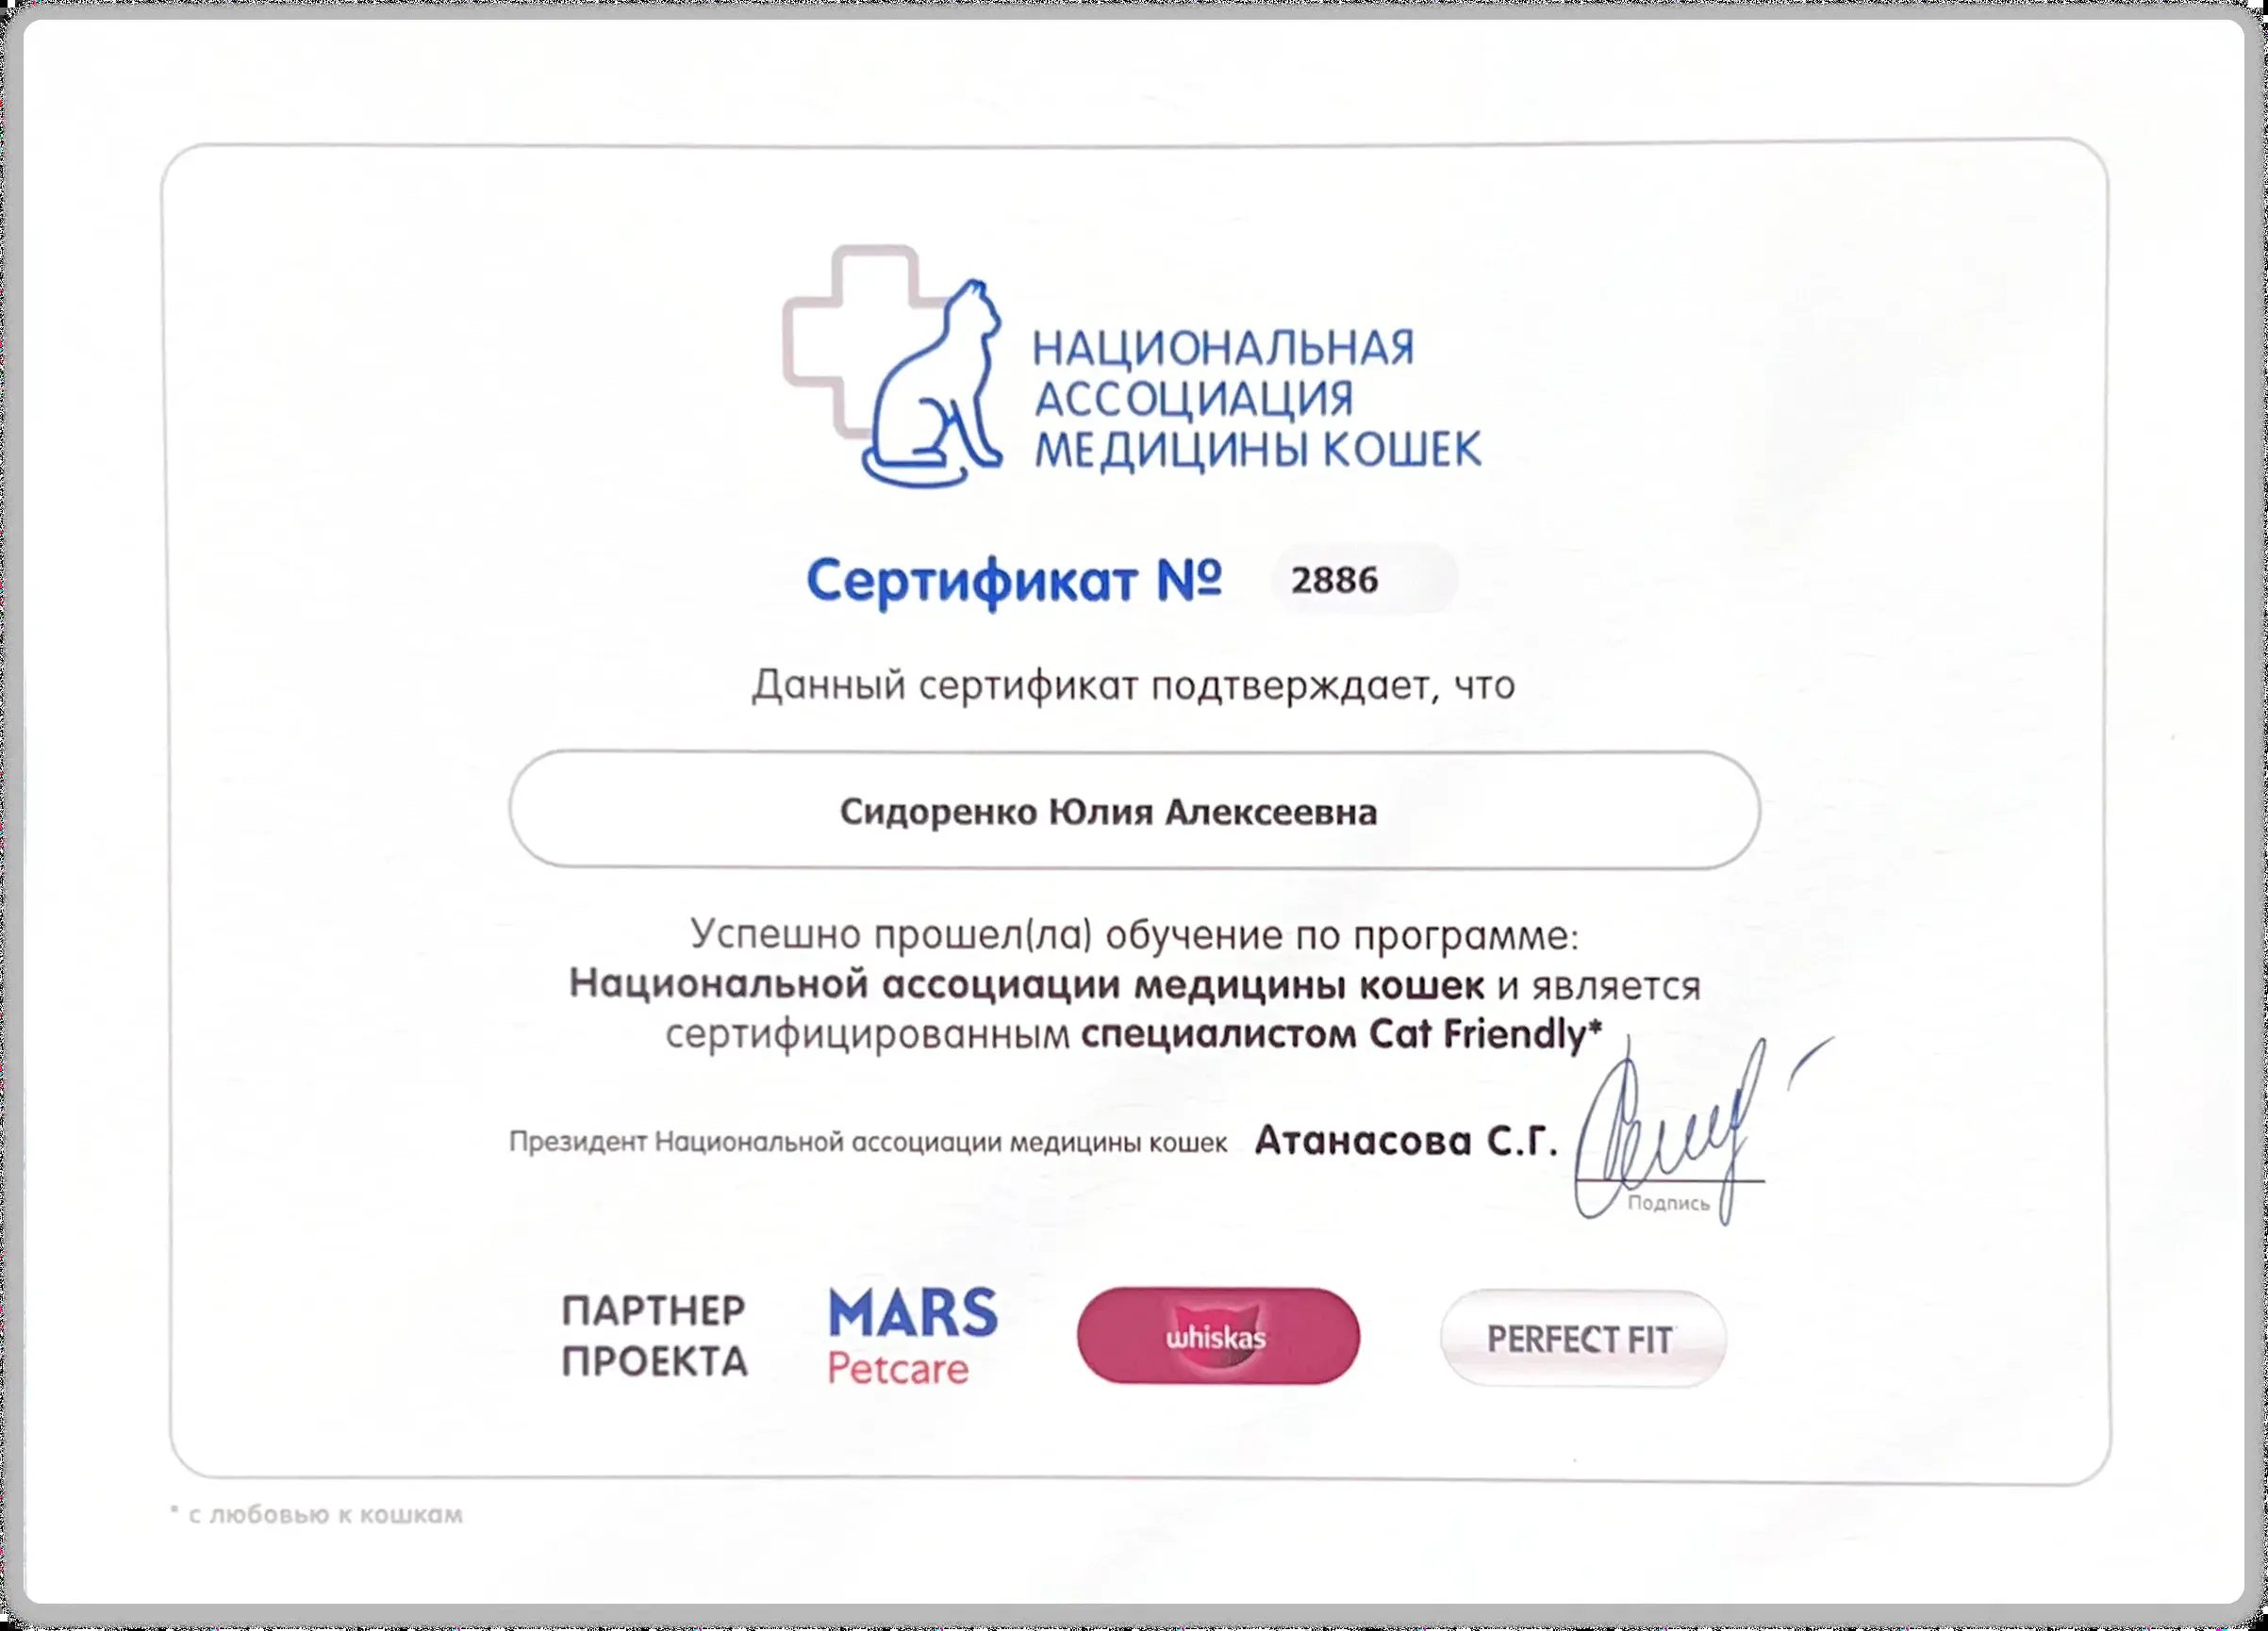 НАЦИОНАЛЬНАЯ
АССОЦИАЦИЯ
МЕДИЦИНЫ КОШЕК
Сертификат № 2886
Данный сертификат подтверждает, что
Сидоренко Юлия Алексеевна
Успешно прошел(ла) обучение по программе:
Национальной ассоциации медицины кошек и является
сертифицированным специалистом Cat Friendly*
Президент Национальной ассоциации медицины кошек Атанасова С.Г.
Подпись
ПАРТНЕР
ПРОЕКТА
MARS
Petcare
whiskas
PERFECT FIT
* с любовью к кошкам